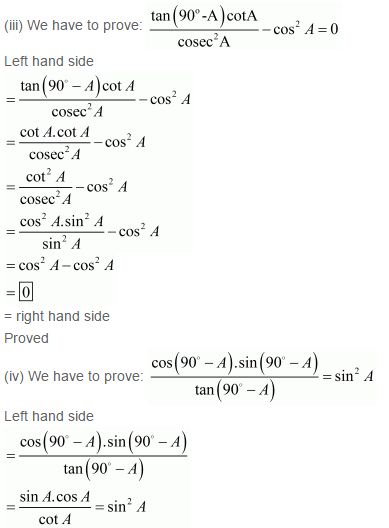 (iii) We have to prove: tan(90°-A)cotA / cosec² A − cos² A = 0
Left hand side
= tan(90° − A)cot A / cosec² A − cos² A
= cot A.cot A / cosec² A − cos² A
= cot² A / cosec² A − cos² A
= cos² A.sin² A / sin² A − cos² A
= cos² A − cos² A
= 0
= right hand side
Proved
(iv) We have to prove: cos(90° − A).sin(90° − A) / tan(90° − A) = sin² A
Left hand side
= cos(90° − A).sin(90° − A) / tan(90° − A)
= sin A.cos A / cot A = sin² A